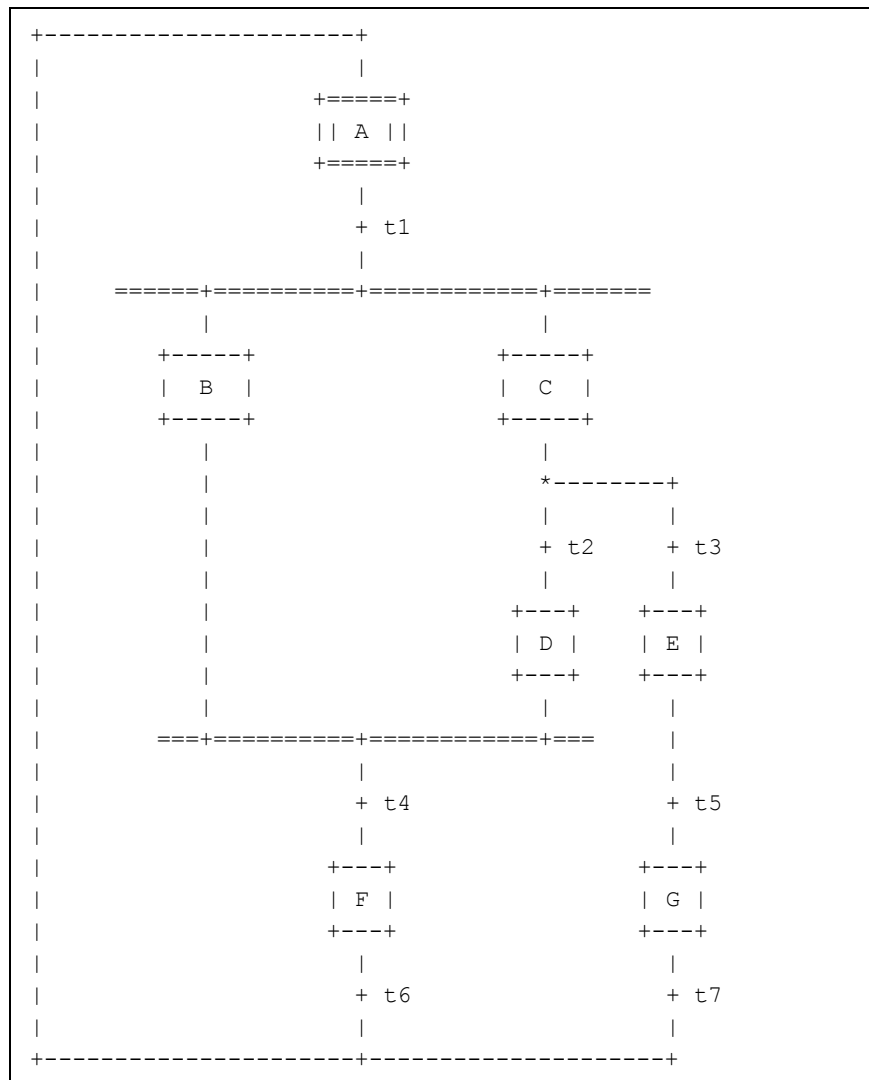 +----------------------+
|                      |
|                   +=====+
|                   || A ||
|                   +=====+
|                      |
|                      + t1
|                      |
|     ======+==========+============+=======
|           |                       |
|        +-----+                 +-----+
|        |  B  |                 |  C  |
|        +-----+                 +-----+
|           |                       |
|           |                       *--------+
|           |                       |        |
|           |                       + t2     + t3
|           |                       |        |
|           |                     +---+    +---+
|           |                     | D |    | E |
|           |                     +---+    +---+
|           |                       |        |
|        ===+==========+============+===     |
|                      |                     |
|                      + t4                  + t5
|                      |                     |
|                    +---+                 +---+
|                    | F |                 | G |
|                    +---+                 +---+
|                      |                     |
|                      + t6                  + t7
|                      |                     |
+----------------------+---------------------+